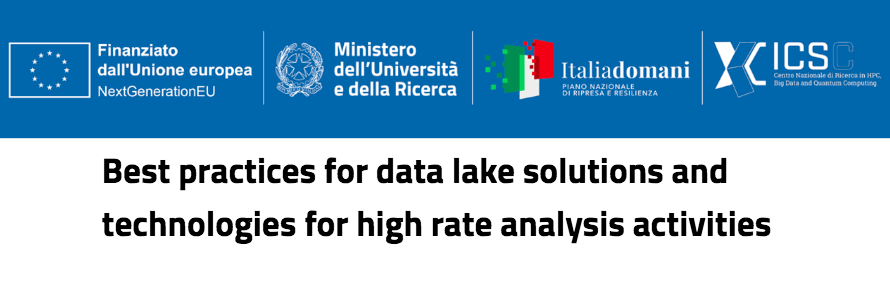 Finanziato
dall'Unione europea
NextGenerationEU
Ministero
dell'Università
e della Ricerca
Italiadomani
PIANO NAZIONALE
DI RIPRESA E RESILIENZA
ICSC
Centro Nazionale di Ricerca in HPC,
Big Data and Quantum Computing
Best practices for data lake solutions and
technologies for high rate analysis activities